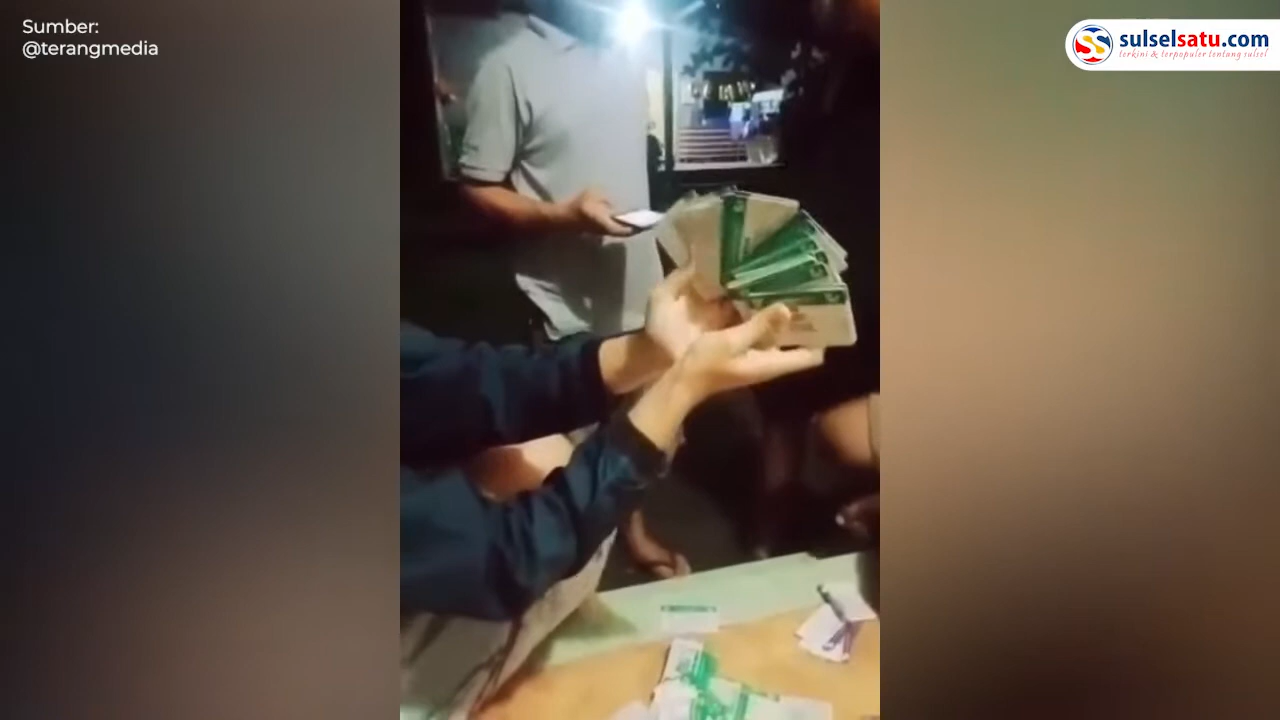 Sumber:
@terangmedia
sulselsatu.com
terkini & terpopuler tentang sulsel